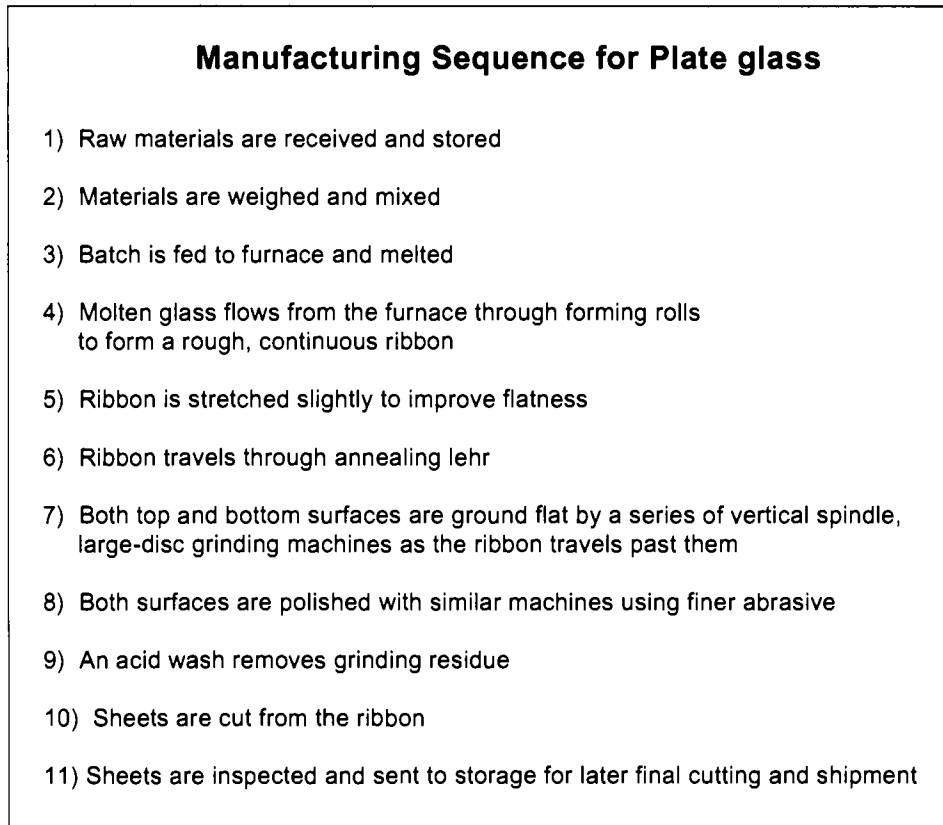 Manufacturing Sequence for Plate glass
1) Raw materials are received and stored
2) Materials are weighed and mixed
3) Batch is fed to furnace and melted
4) Molten glass flows from the furnace through forming rolls
to form a rough, continuous ribbon
5) Ribbon is stretched slightly to improve flatness
6) Ribbon travels through annealing lehr
7) Both top and bottom surfaces are ground flat by a series of vertical spindle,
large-disc grinding machines as the ribbon travels past them
8) Both surfaces are polished with similar machines using finer abrasive
9) An acid wash removes grinding residue
10) Sheets are cut from the ribbon
11) Sheets are inspected and sent to storage for later final cutting and shipment